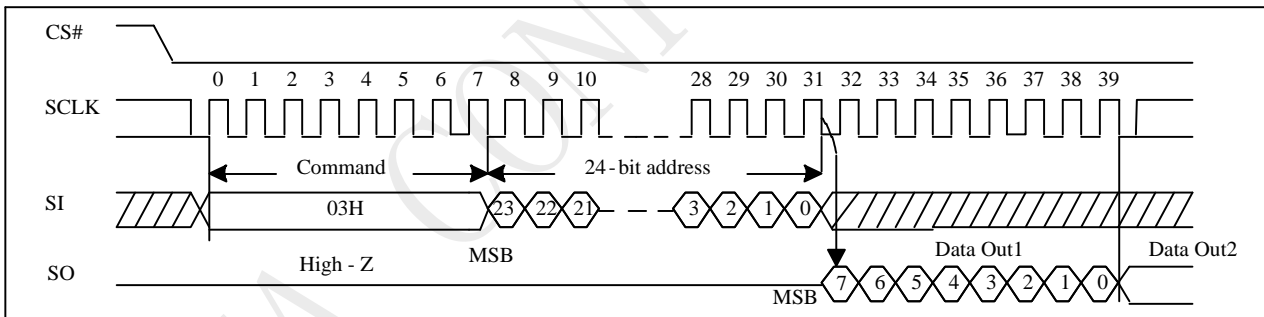 CS#
0 1 2 3 4 5 6 7 8 9 10 28 29 30 31 32 33 34 35 36 37 38 39
SCLK
Command 24-bit address
SI 03H 23 22 21 3 2 1 0
High - Z MSB Data Out1 Data Out2
SO MSB 7 6 5 4 3 2 1 0